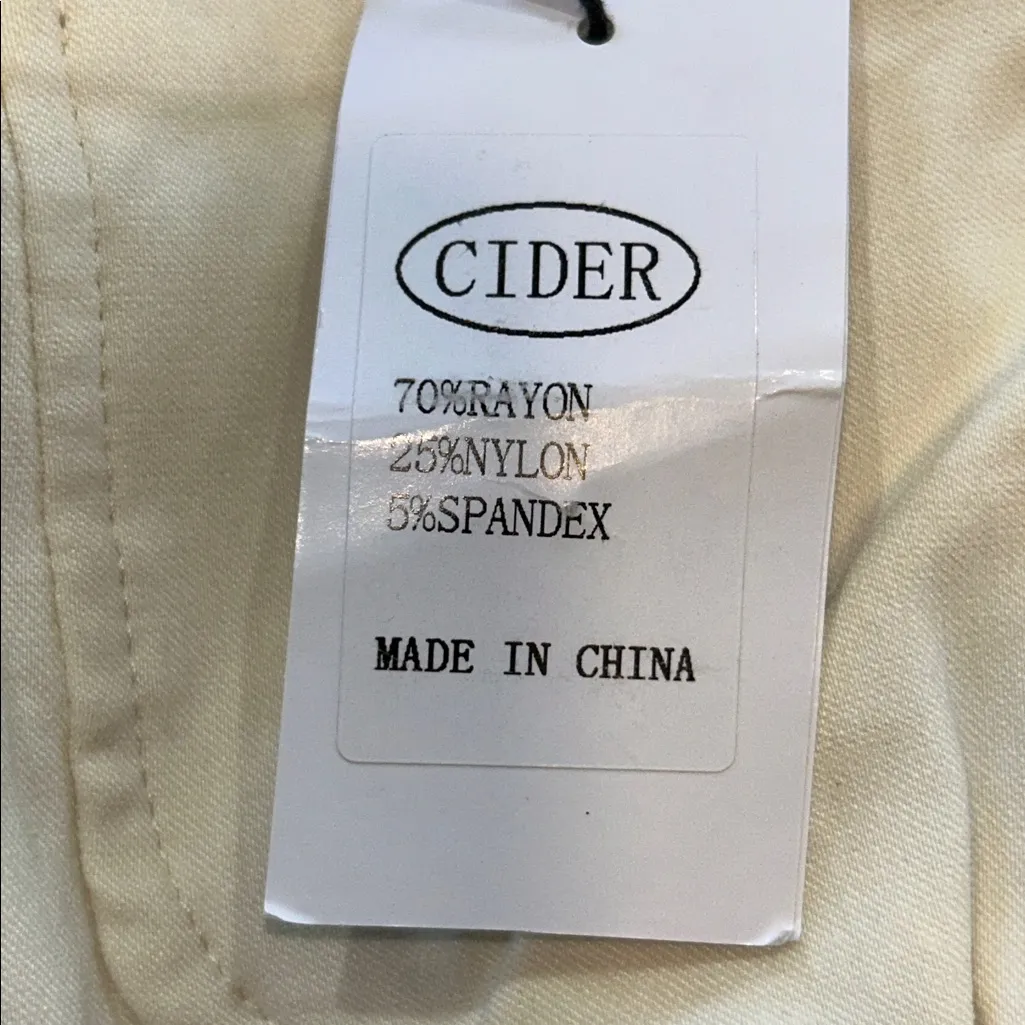 CIDER
70%RAYON
25%NYLON
5%SPANDEX
MADE IN CHINA